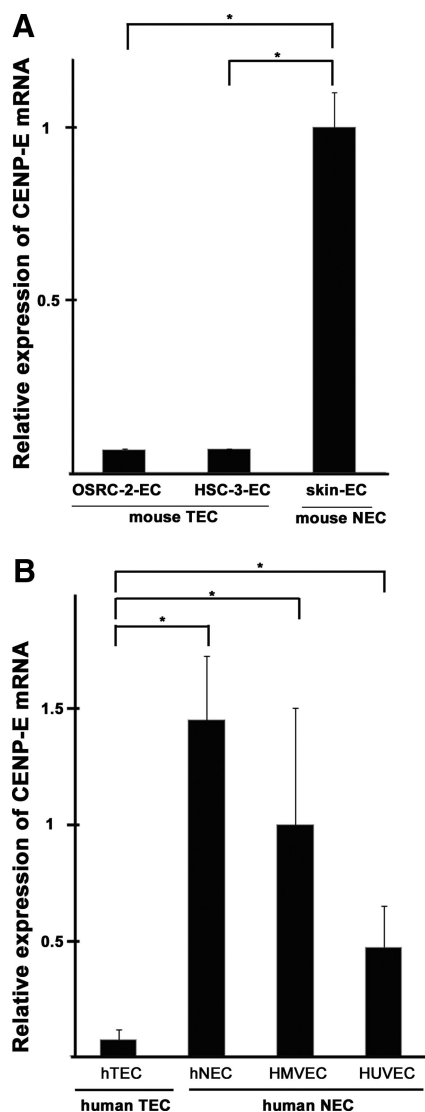 A
*
*
Relative expression of CENP-E mRNA
1
0.5
OSRC-2-EC HSC-3-EC skin-EC
mouse TEC mouse NEC
B
*
*
*
Relative expression of CENP-E mRNA
1.5
1
0.5
hTEC hNEC HMVEC HUVEC
human TEC human NEC